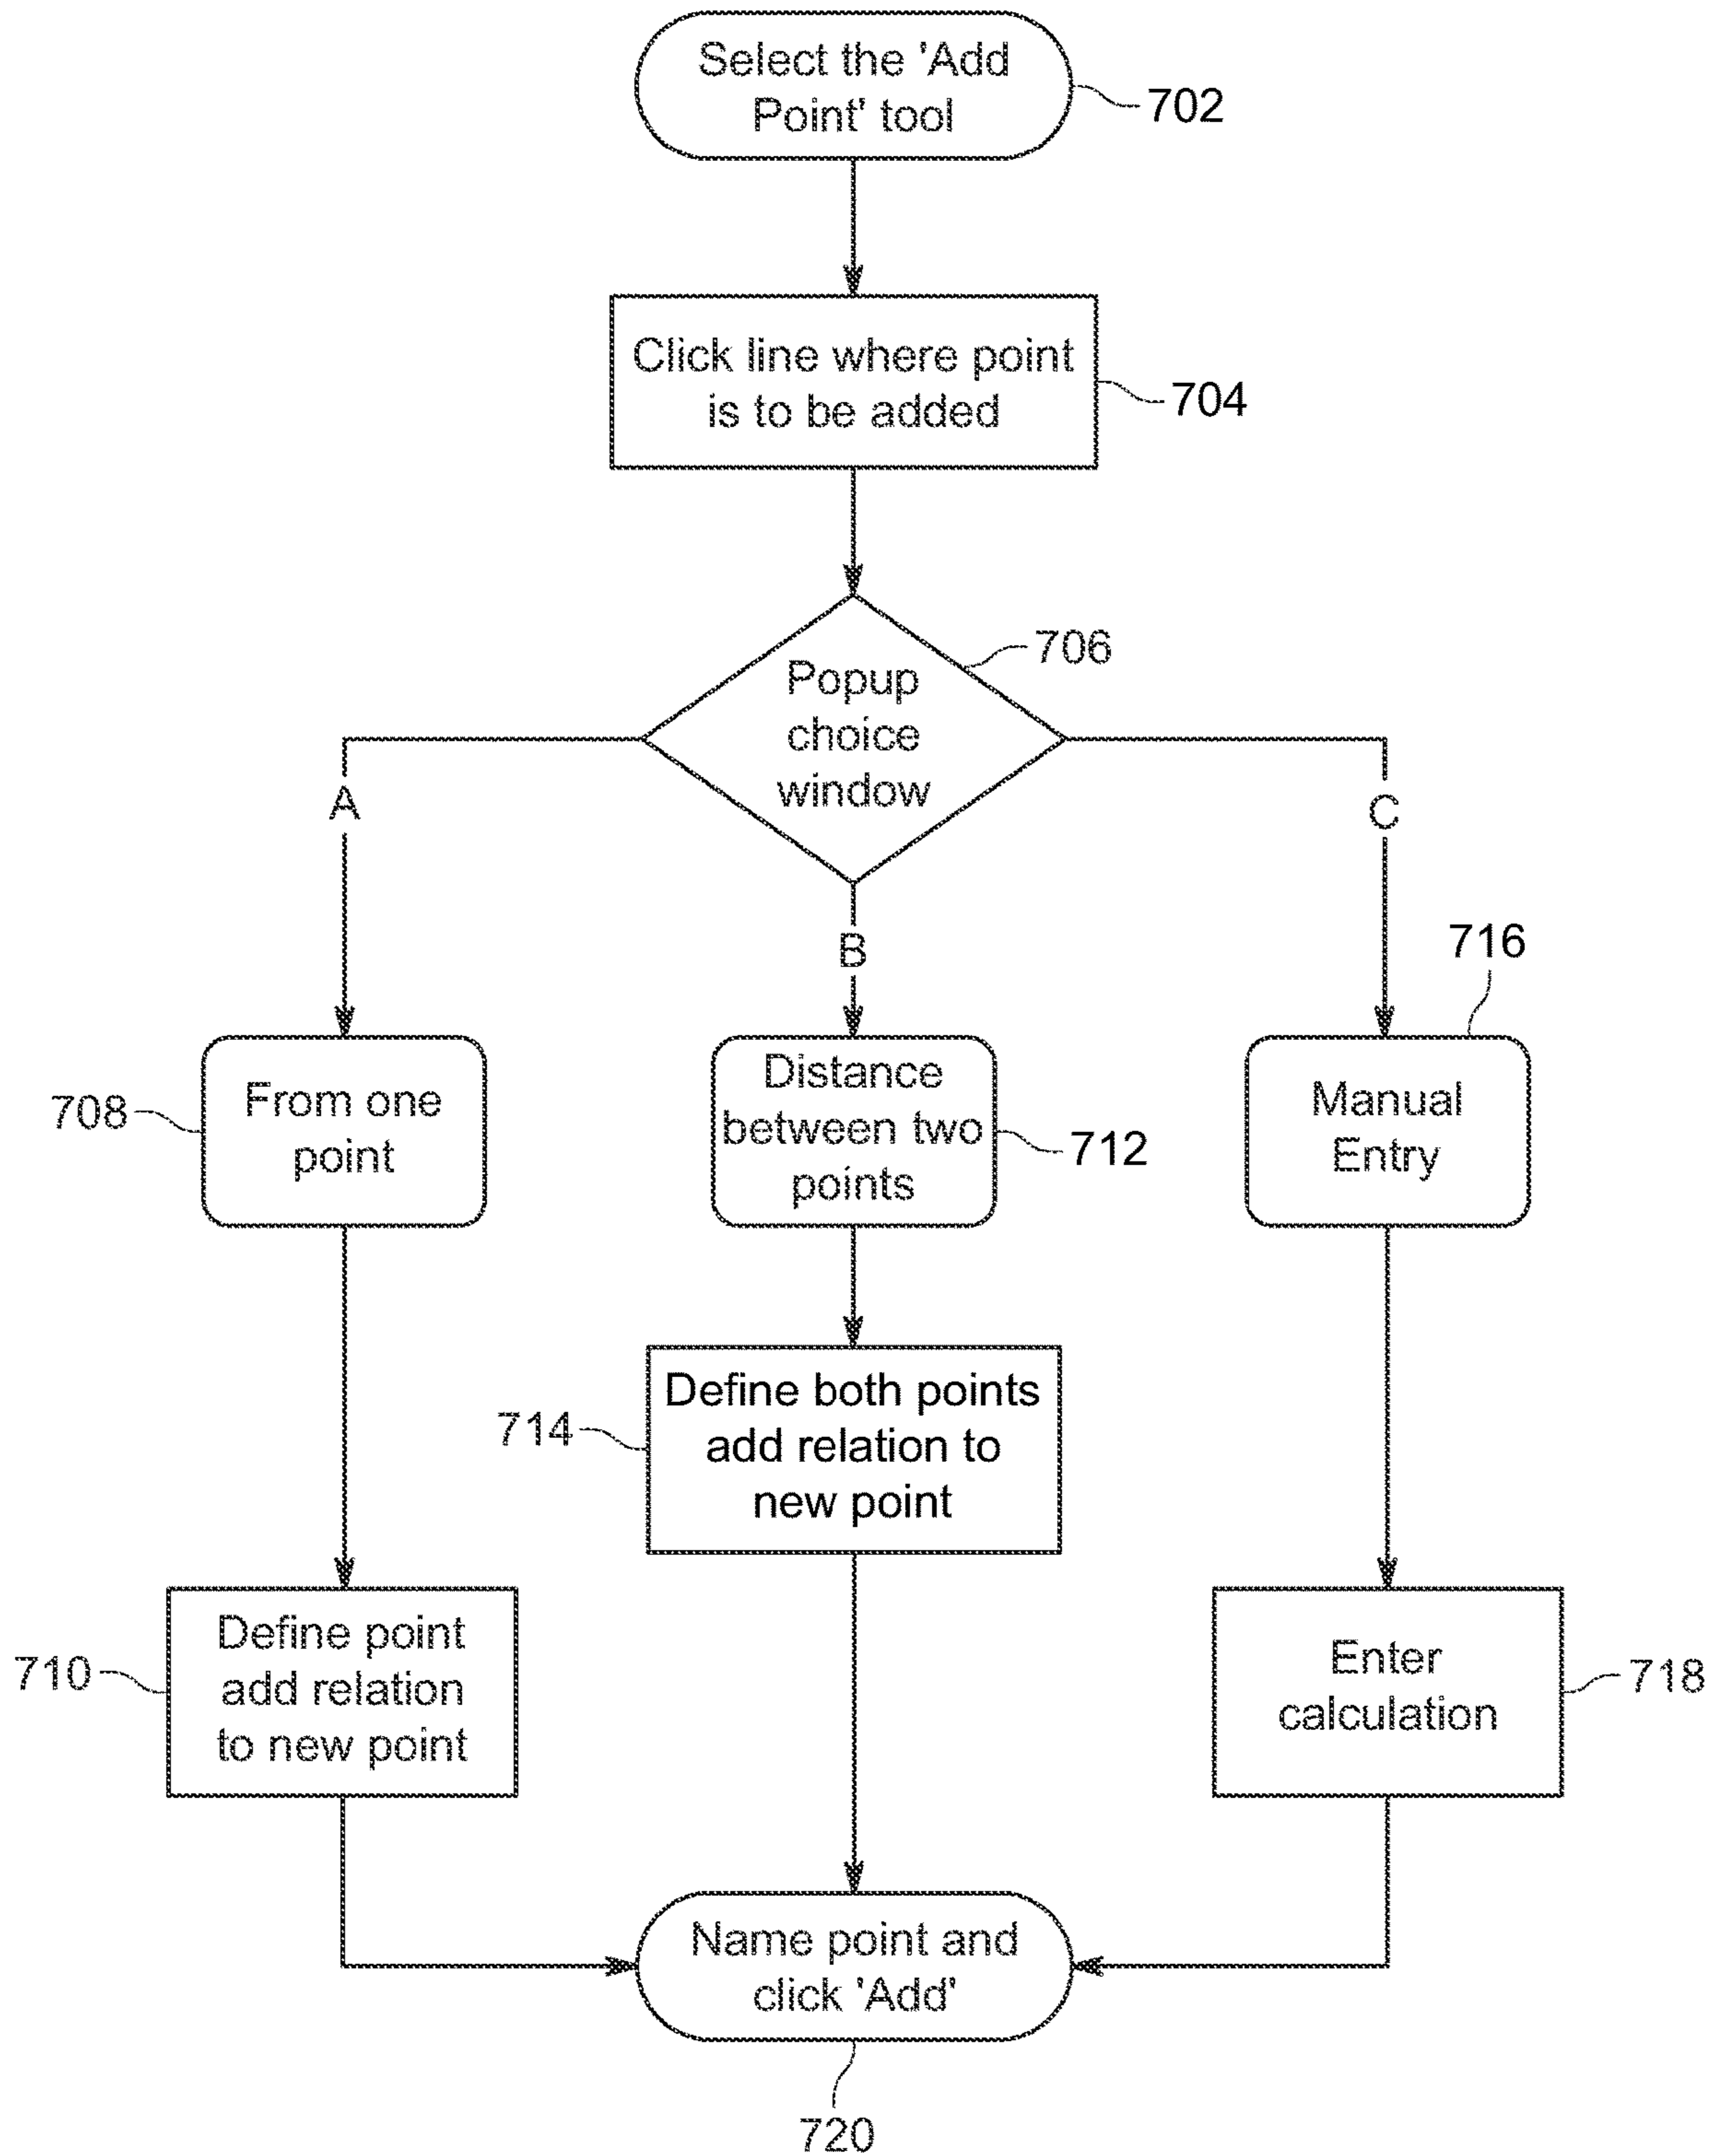 Select the 'Add
Point' tool
702
Click line where point
is to be added
704
706
Popup
choice
window
A
B
C
716
From one
point
708
Distance
between two
points
712
Manual
Entry
Define both points
add relation to
new point
714
Define point
add relation
to new point
710
Enter
calculation
718
Name point and
click 'Add'
720